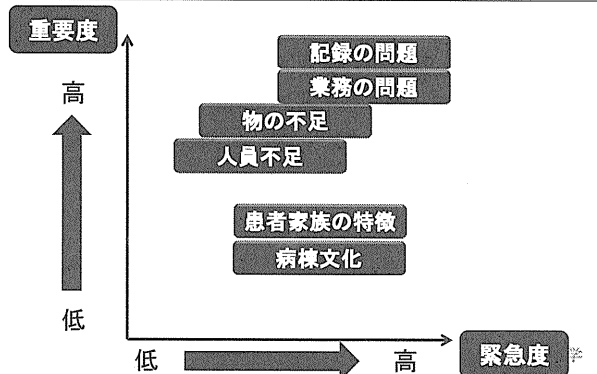 重要度
記録の問題
業務の問題
高
物の不足
人員不足
患者家族の特徴
病棟文化
低
低
高
緊急度
学